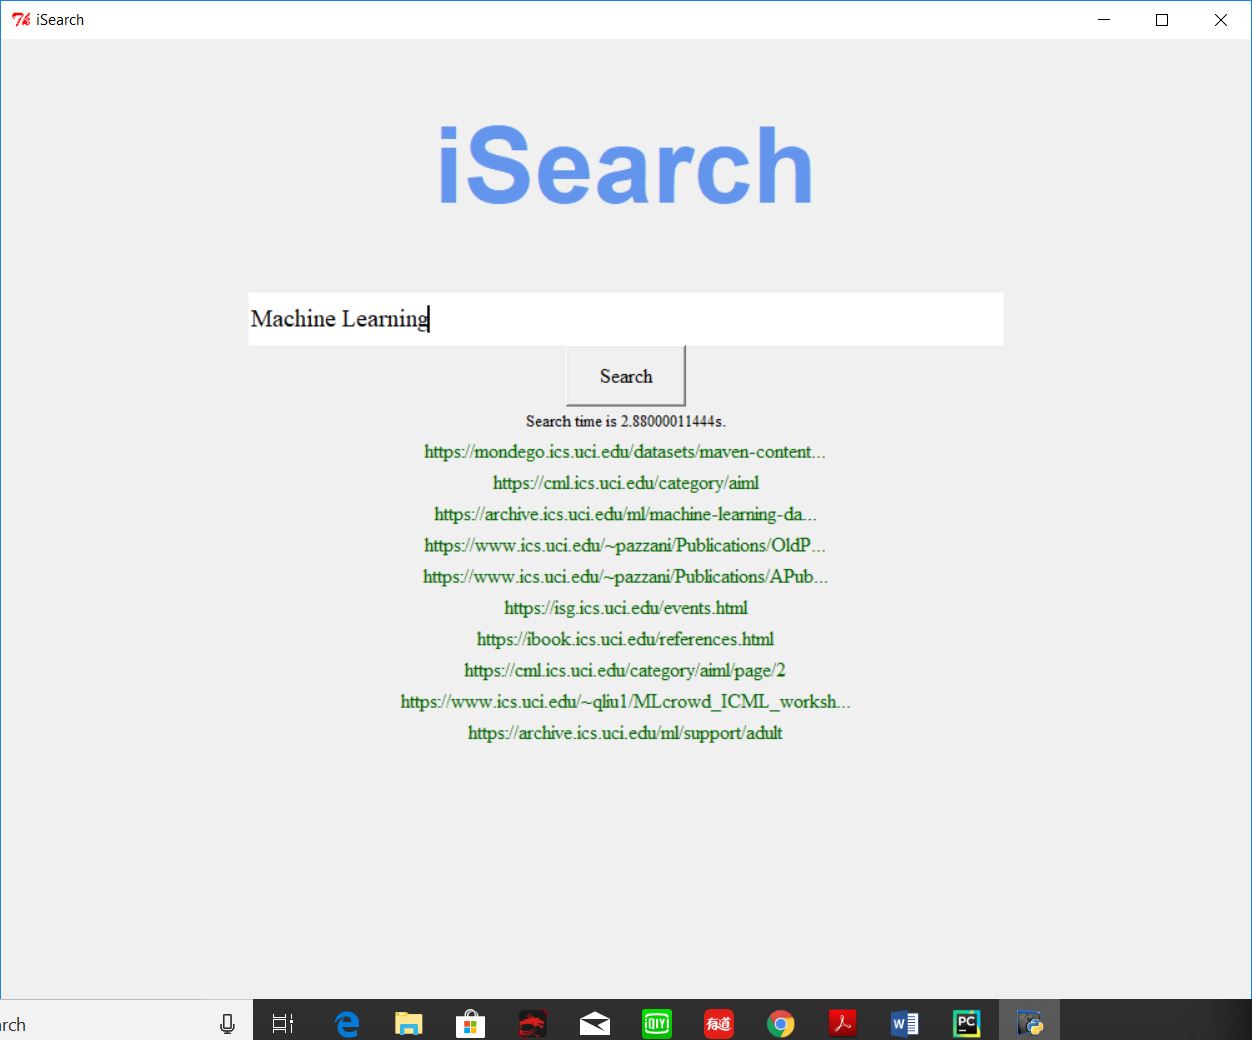 iSearch
iSearch
Machine Learning
Search
Search time is 2.88000011444s.
https://mondego.ics.uci.edu/datasets/maven-content...
https://cml.ics.uci.edu/category/aiml
https://archive.ics.uci.edu/ml/machine-learning-da...
https://www.ics.uci.edu/~pazzani/Publications/OldP...
https://www.ics.uci.edu/~pazzani/Publications/APub...
https://isg.ics.uci.edu/events.html
https://ibook.ics.uci.edu/references.html
https://cml.ics.uci.edu/category/aiml/page/2
https://www.ics.uci.edu/~qliu1/MLcrowd_ICML_worksh...
https://archive.ics.uci.edu/ml/support/adult
rch
QIY
有道
W
PC